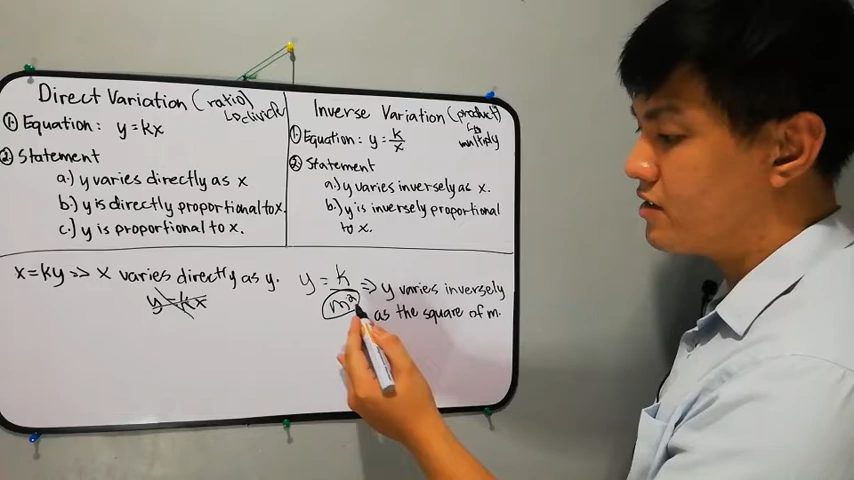 Direct Variation (ratio)
↳ divide
① Equation: y=kx
② Statement
a.) y varies directly as x
b.) y is directly proportional to x.
c.) y is proportional to x.
Inverse Variation (product)
↳ to multiply
① Equation: y = k/x
② Statement
a.) y varies inversely as x.
b.) y is inversely proportional
to x.
x = ky => x varies directly as y.
y = kx
y = k/m² => y varies inversely
as the square of m.